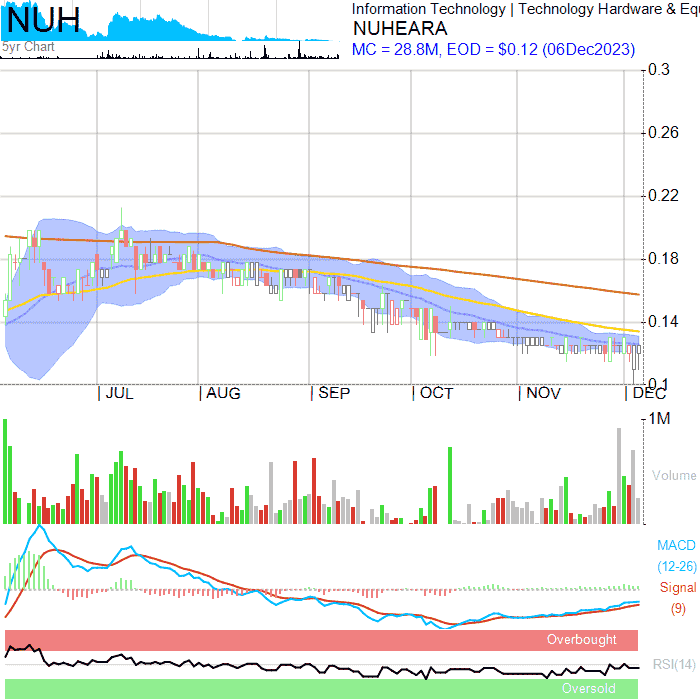 NUH
5yr Chart
Information Technology | Technology Hardware &
NUHEARA
MC = 28.8M, EOD = $0.12 (06Dec2023)
0.3
0.26
0.22
0.18
0.14
0.1
JUL AUG SEP OCT NOV DEC
1M
Volume
MACD
(12-26)
Signal
(9)
Overbought
RSI(14)
Oversold